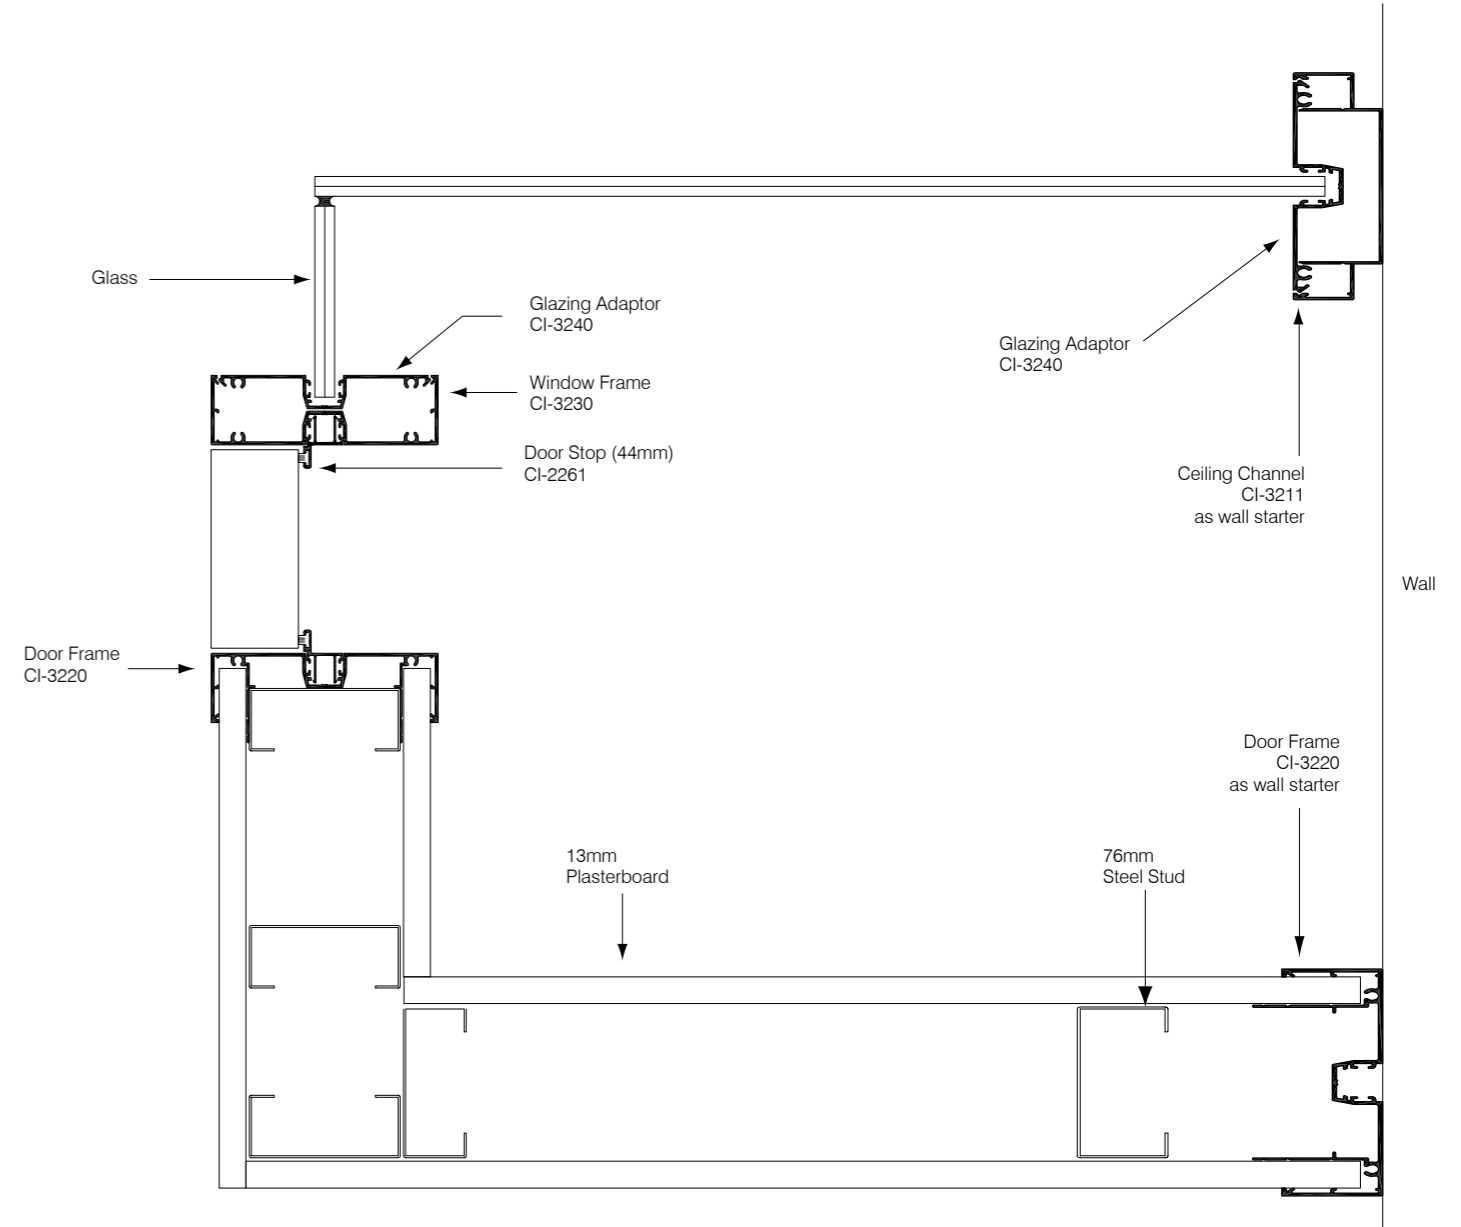 Glass
Glazing Adaptor
CI-3240
Glazing Adaptor
CI-3240
Window Frame
CI-3230
Door Stop (44mm)
CI-2261
Ceiling Channel
CI-3211
as wall starter
Wall
Door Frame
CI-3220
Door Frame
CI-3220
as wall starter
13mm
Plasterboard
76mm
Steel Stud